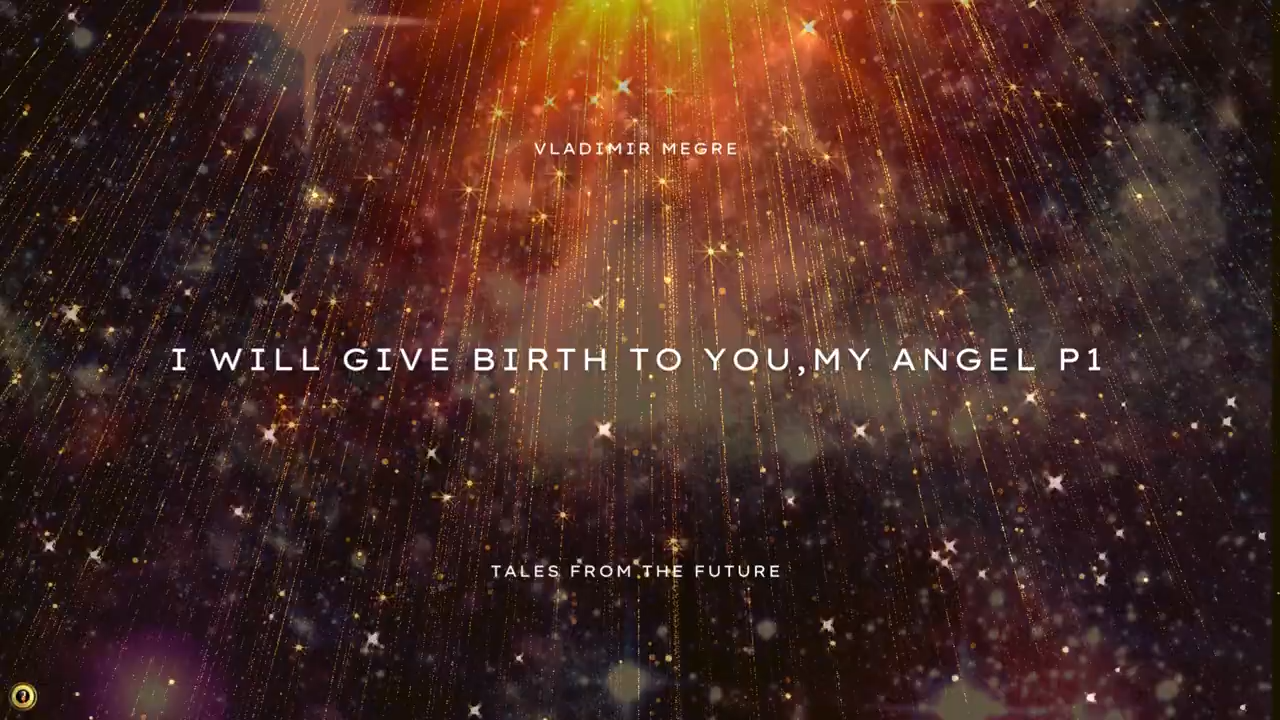 VLADIMIR MEGRE
I WILL GIVE BIRTH TO YOU,MY ANGEL P1
TALES FROM THE FUTURE